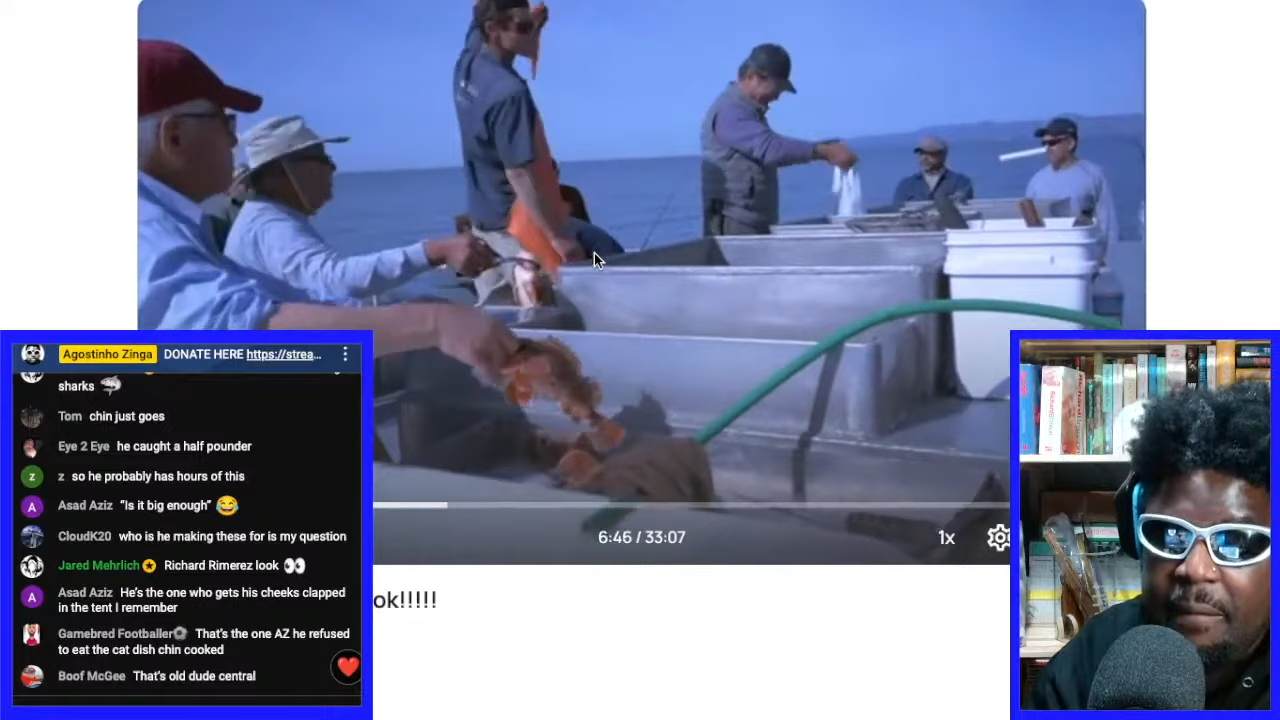 Agostinho Zinga DONATE HERE https://strea...
sharks
Tom chin just goes
Eye 2 Eye he caught a half pounder
z z so he probably has hours of this
A Asad Aziz “Is it big enough” 😂
CloudK20 who is he making these for is my question
Jared Mehrlich Richard Rimerez look 👀
A Asad Aziz He's the one who gets his cheeks clapped
in the tent I remember
Gamebred Footballer⚽ That's the one AZ he refused
to eat the cat dish chin cooked
Boof McGee That's old dude central
6:46 / 33:07 1x
ok!!!!!